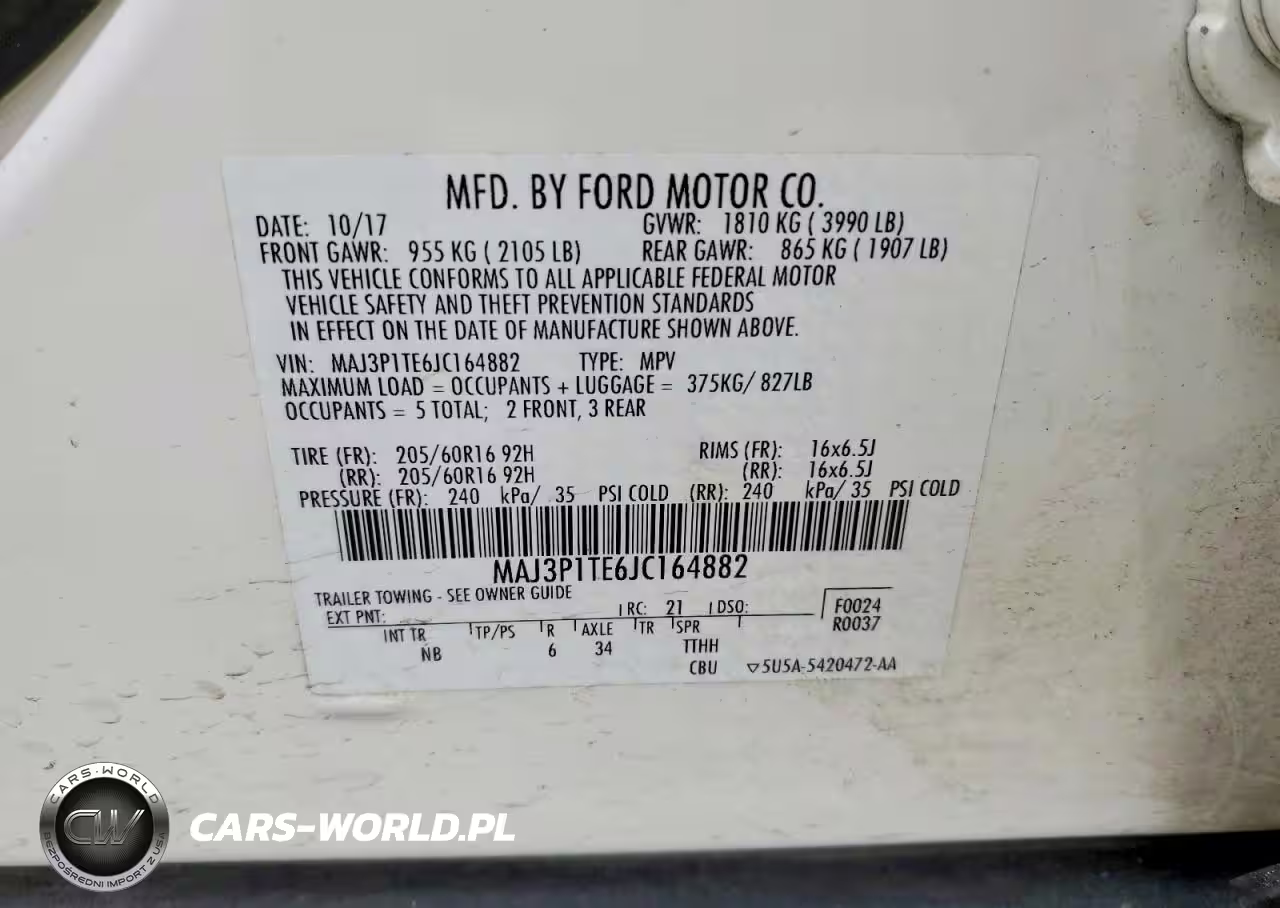 MFD. BY FORD MOTOR CO.
DATE: 10/17 GVWR: 1810 KG ( 3990 LB)
FRONT GAWR: 955 KG ( 2105 LB) REAR GAWR: 865 KG ( 1907 LB)
THIS VEHICLE CONFORMS TO ALL APPLICABLE FEDERAL MOTOR
VEHICLE SAFETY AND THEFT PREVENTION STANDARDS
IN EFFECT ON THE DATE OF MANUFACTURE SHOWN ABOVE.
VIN: MAJ3P1TE6JC164882 TYPE: MPV
MAXIMUM LOAD = OCCUPANTS + LUGGAGE = 375KG/ 827LB
OCCUPANTS = 5 TOTAL; 2 FRONT, 3 REAR
TIRE (FR): 205/60R16 92H RIMS (FR): 16x6.5J
(RR): 205/60R16 92H (RR): 16x6.5J
PRESSURE (FR): 240 kPa/ 35 PSI COLD (RR): 240 kPa/ 35 PSI COLD
MAJ3P1TE6JC164882
TRAILER TOWING - SEE OWNER GUIDE
EXT PNT: RC: 21 DSO: F0024
R0037
INT TR TP/PS R AXLE TR SPR
NB 6 34 TTHH
CBU ▽5U5A-5420472-AA
CARS-WORLD
CW
BEZPOŚREDNI IMPORT Z USA
CARS-WORLD.PL